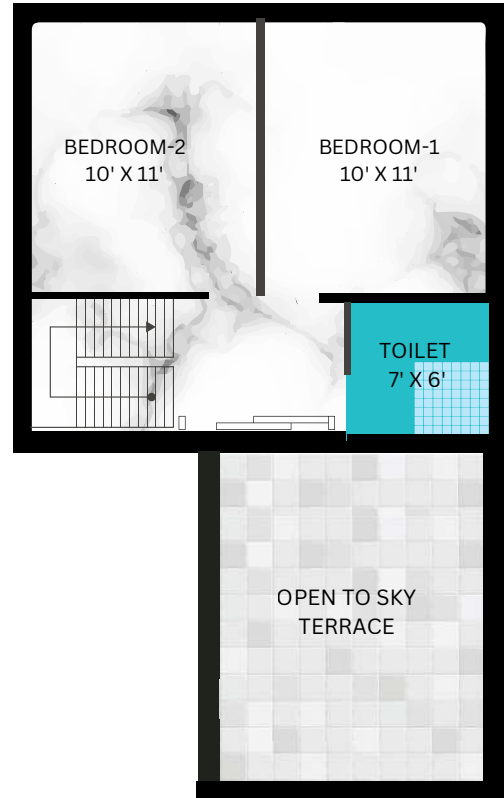 BEDROOM-2
10' X 11'
BEDROOM-1
10' X 11'
TOILET
7' X 6'
OPEN TO SKY
TERRACE